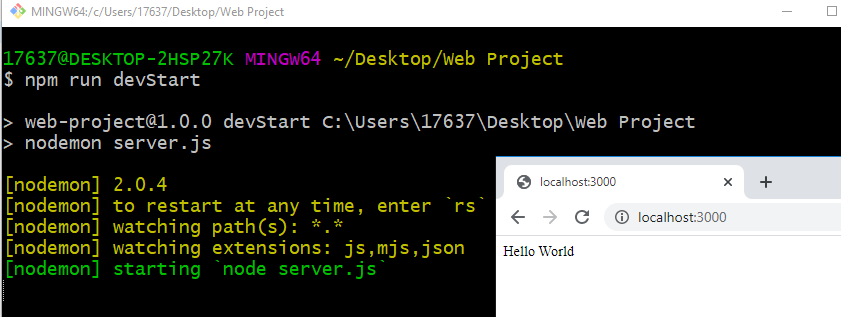 MINGW64:/c/Users/17637/Desktop/Web Project
17637@DESKTOP-2HSP27K MINGW64 ~/Desktop/Web Project
$ npm run devStart
> web-project@1.0.0 devStart C:\Users\17637\Desktop\Web Project
> nodemon server.js
[nodemon] 2.0.4
[nodemon] to restart at any time, enter `rs`
[nodemon] watching path(s): *.*
[nodemon] watching extensions: js,mjs,json
[nodemon] starting `node server.js`
localhost:3000
localhost:3000
Hello World